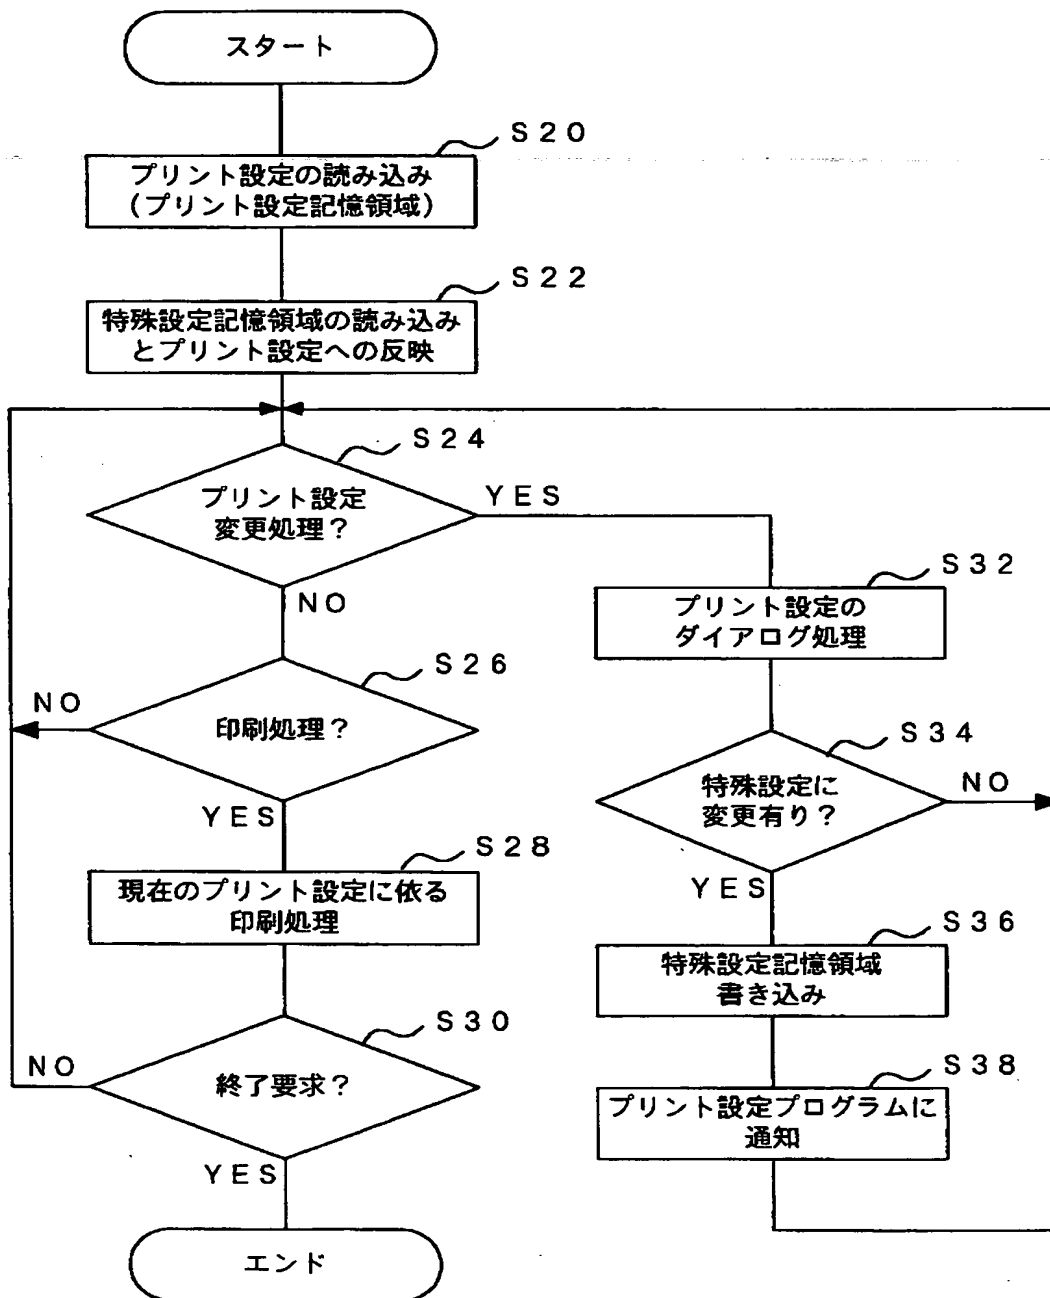 スタート
S20
プリント設定の読み込み
(プリント設定記憶領域)
S22
特殊設定記憶領域の読み込み
とプリント設定への反映
S24
プリント設定
変更処理?
YES
NO
S32
プリント設定の
ダイアログ処理
S26
印刷処理?
NO
YES
S34
特殊設定に
変更有り?
NO
YES
S28
現在のプリント設定に依る
印刷処理
S36
特殊設定記憶領域
書き込み
S30
終了要求?
NO
YES
S38
プリント設定プログラムに
通知
エンド